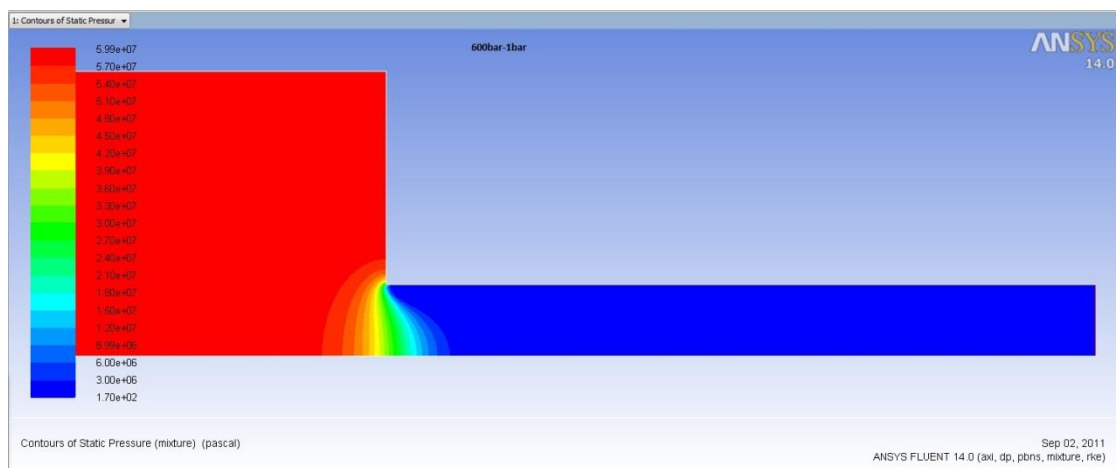 1: Contours of Static Pressur
600bar-1bar
ANSYS
14.0
5.99e+07
5.70e+07
5.40e+07
5.10e+07
4.80e+07
4.50e+07
4.20e+07
3.90e+07
3.60e+07
3.30e+07
3.00e+07
2.70e+07
2.40e+07
2.10e+07
1.80e+07
1.50e+07
1.20e+07
8.99e+06
6.00e+06
3.00e+06
1.70e+02
Contours of Static Pressure (mixture)  (pascal)
Sep 02, 2011
ANSYS FLUENT 14.0 (axi, dp, pbns, mixture, rke)